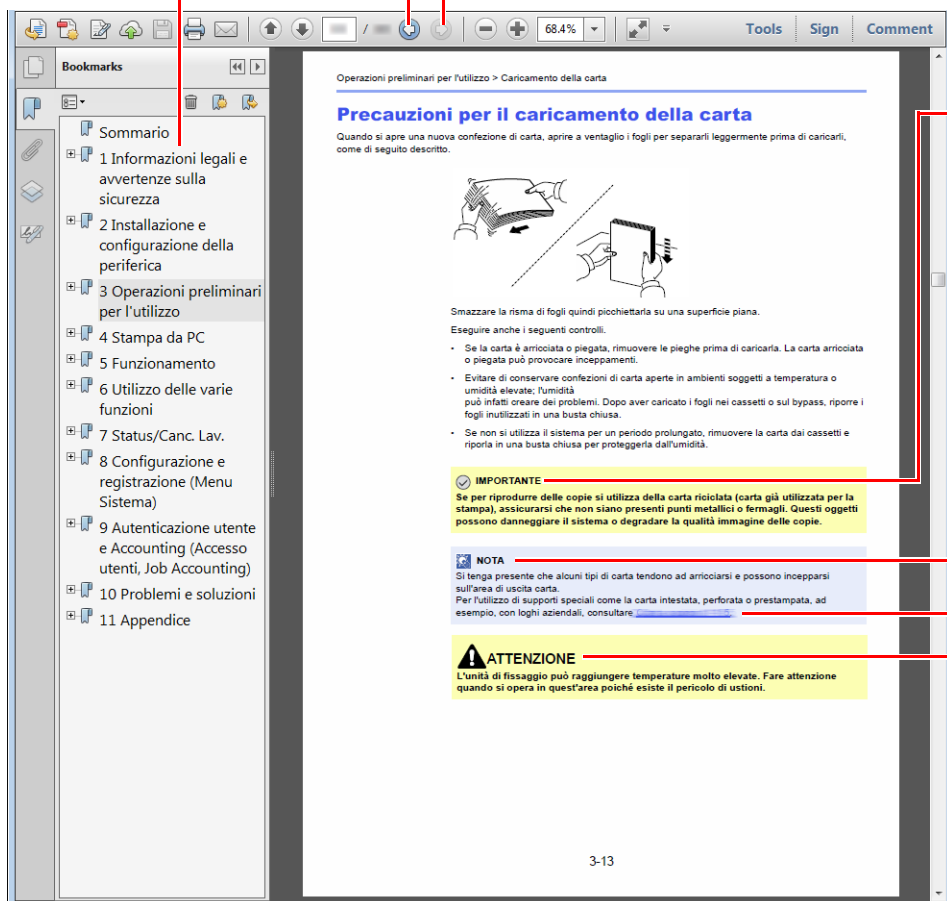 /
68.4%
Tools
Sign
Comment
Bookmarks
Sommario
1 Informazioni legali e
avvertenze sulla
sicurezza
2 Installazione e
configurazione della
periferica
3 Operazioni preliminari
per l'utilizzo
4 Stampa da PC
5 Funzionamento
6 Utilizzo delle varie
funzioni
7 Status/Canc. Lav.
8 Configurazione e
registrazione (Menu
Sistema)
9 Autenticazione utente
e Accounting (Accesso
utenti, Job Accounting)
10 Problemi e soluzioni
11 Appendice
Operazioni preliminari per l'utilizzo > Caricamento della carta
Precauzioni per il caricamento della carta
Quando si apre una nuova confezione di carta, aprire a ventaglio i fogli per separarli leggermente prima di caricarli,
come di seguito descritto.
Smazzare la risma di fogli quindi picchiettarla su una superficie piana.
Eseguire anche i seguenti controlli.
• Se la carta è arricciata o piegata, rimuovere le pieghe prima di caricarla. La carta arricciata
o piegata può provocare inceppamenti.
• Evitare di conservare confezioni di carta aperte in ambienti soggetti a temperatura o
umidità elevate; l'umidità
può infatti creare dei problemi. Dopo aver caricato i fogli nei cassetti o sul bypass, riporre i
fogli inutilizzati in una busta chiusa.
• Se non si utilizza il sistema per un periodo prolungato, rimuovere la carta dai cassetti e
riporla in una busta chiusa per proteggerla dall'umidità.
IMPORTANTE
Se per riprodurre delle copie si utilizza della carta riciclata (carta già utilizzata per la
stampa), assicurarsi che non siano presenti punti metallici o fermagli. Questi oggetti
possono danneggiare il sistema o degradare la qualità immagine delle copie.
NOTA
Si tenga presente che alcuni tipi di carta tendono ad arricciarsi e possono incepparsi
sull'area di uscita carta.
Per l'utilizzo di supporti speciali come la carta intestata, perforata o prestampata, ad
esempio, con loghi aziendali, consultare
ATTENZIONE
L'unità di fissaggio può raggiungere temperature molto elevate. Fare attenzione
quando si opera in quest'area poiché esiste il pericolo di ustioni.
3-13